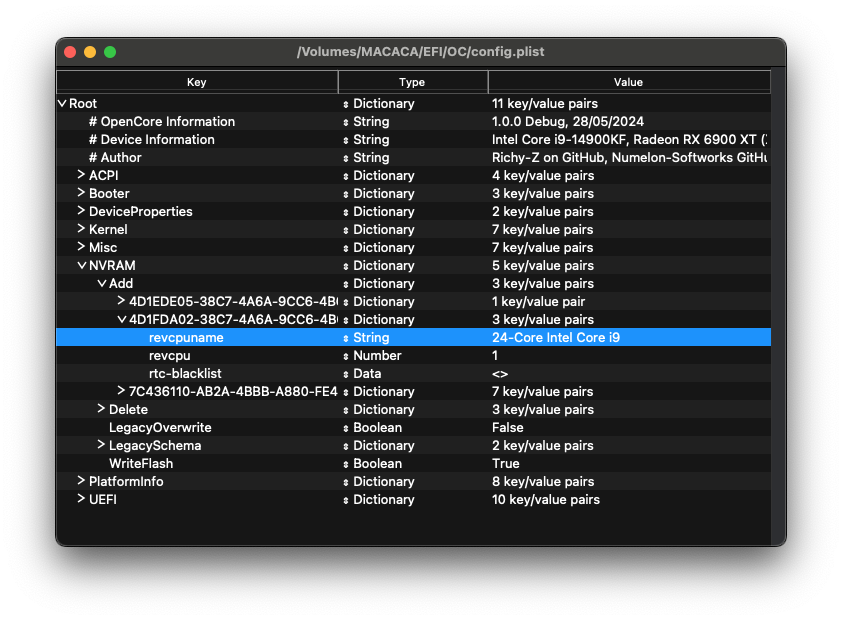 /Volumes/MACACA/EFI/OC/config.plist
Key Type Value
Root Dictionary 11 key/value pairs
# OpenCore Information String 1.0.0 Debug, 28/05/2024
# Device Information String Intel Core i9-14900KF, Radeon RX 6900 XT (
# Author String Richy-Z on GitHub, Numelon-Softworks GitHu
ACPI Dictionary 4 key/value pairs
Booter Dictionary 3 key/value pairs
DeviceProperties Dictionary 2 key/value pairs
Kernel Dictionary 7 key/value pairs
Misc Dictionary 7 key/value pairs
NVRAM Dictionary 5 key/value pairs
Add Dictionary 3 key/value pairs
4D1EDE05-38C7-4A6A-9CC6-4B Dictionary 1 key/value pair
4D1FDA02-38C7-4A6A-9CC6-4B Dictionary 3 key/value pairs
revcpuname String 24-Core Intel Core i9
revcpu Number 1
rtc-blacklist Data <>
7C436110-AB2A-4BBB-A880-FE4 Dictionary 7 key/value pairs
Delete Dictionary 3 key/value pairs
LegacyOverwrite Boolean False
LegacySchema Dictionary 2 key/value pairs
WriteFlash Boolean True
PlatformInfo Dictionary 8 key/value pairs
UEFI Dictionary 10 key/value pairs